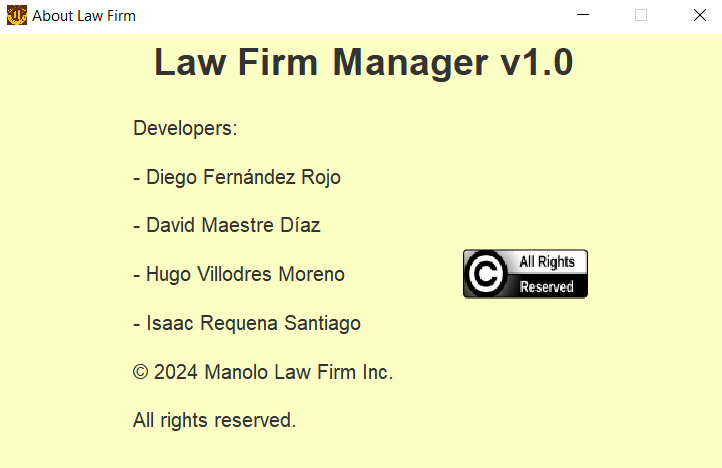 About Law Firm
Law Firm Manager v1.0
Developers:
- Diego Fernández Rojo
- David Maestre Díaz
- Hugo Villodres Moreno
- Isaac Requena Santiago
© 2024 Manolo Law Firm Inc.
All rights reserved.
© All Rights
Reserved